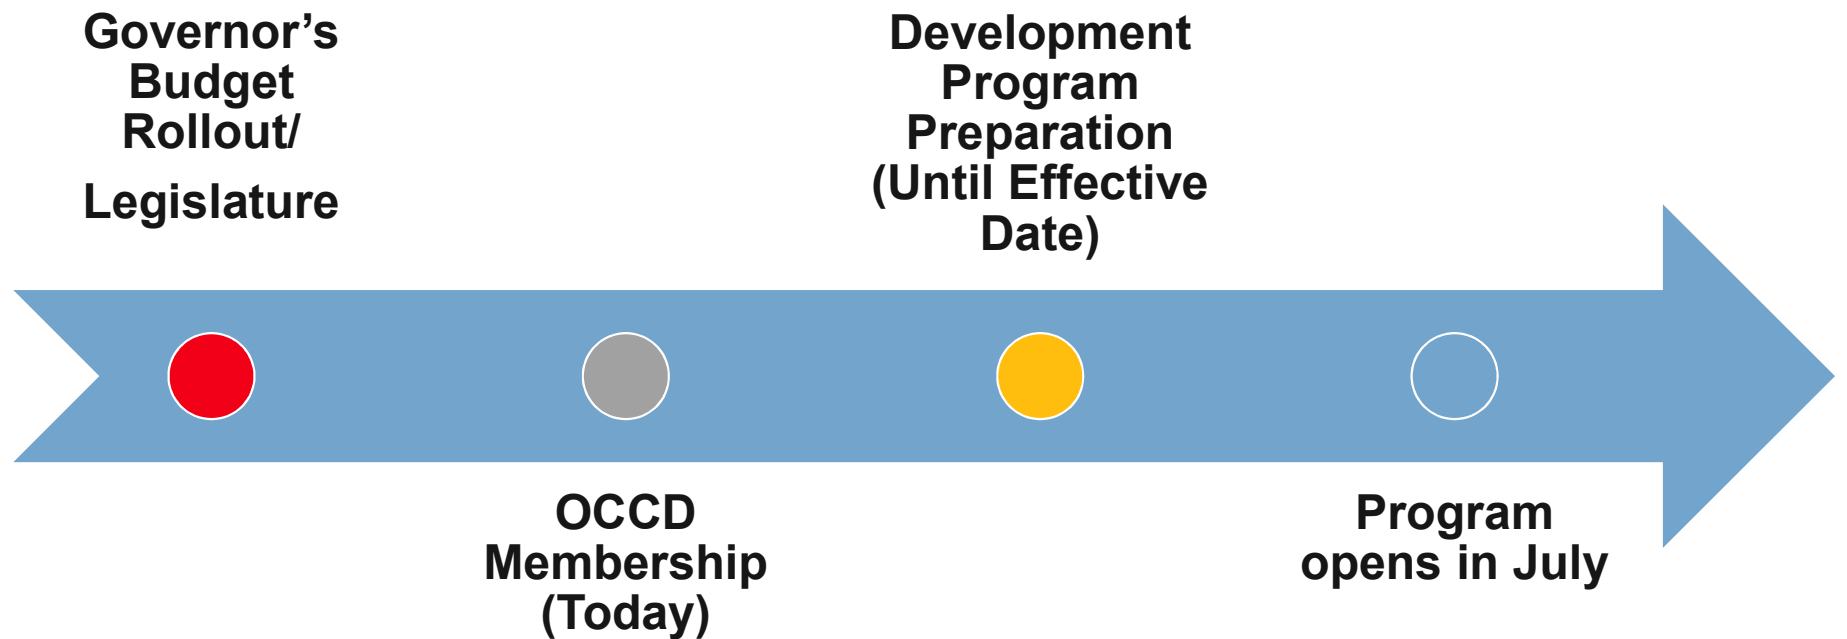 Governor’s
Budget
Rollout/
Legislature
OCCD
Membership
(Today)
Development
Program
Preparation
(Until Effective
Date)
Program
opens in July